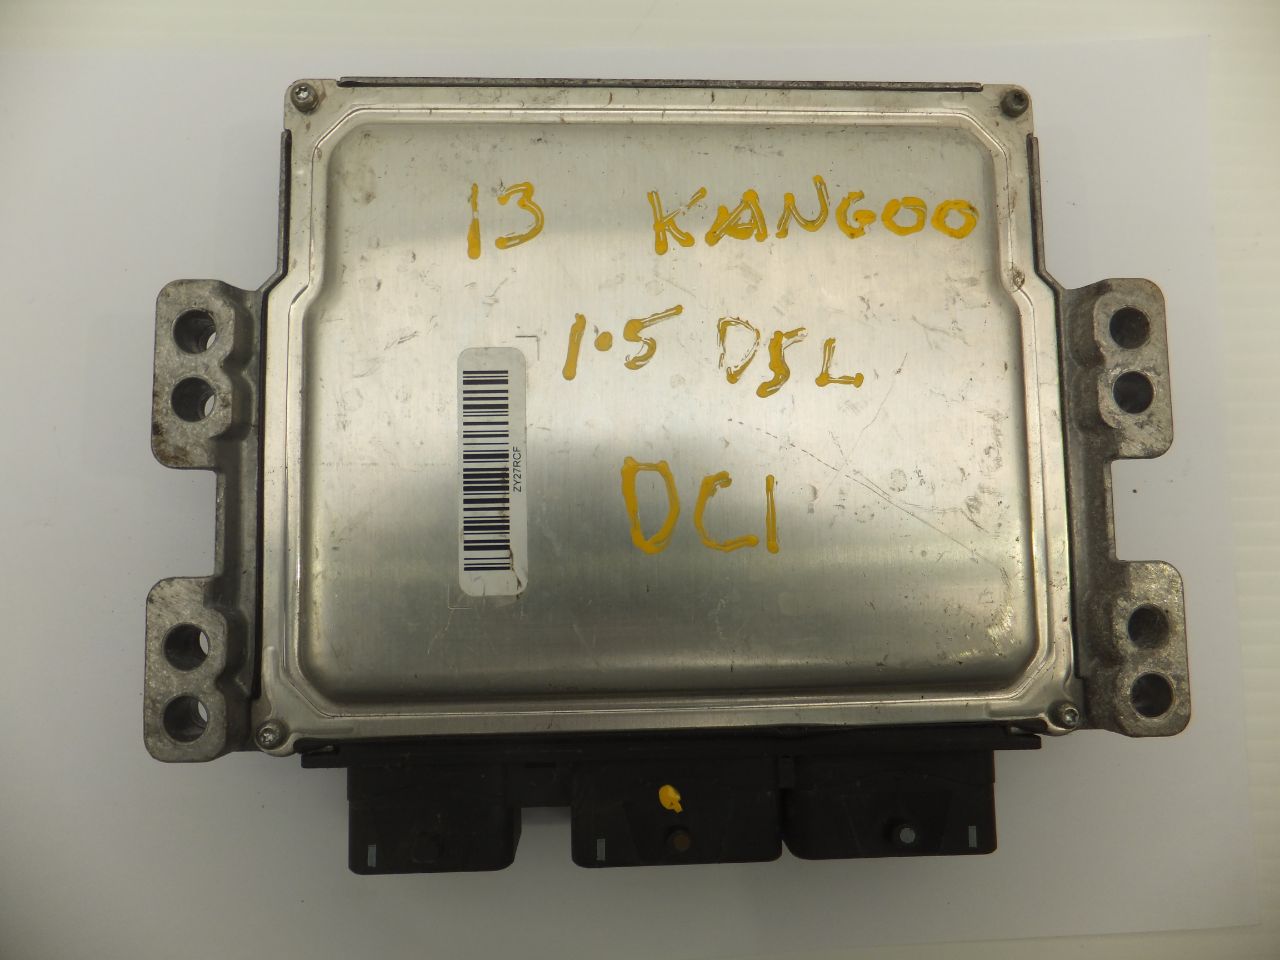 13 KANGOO
1.5 DSL
ZY27RCF
DCI